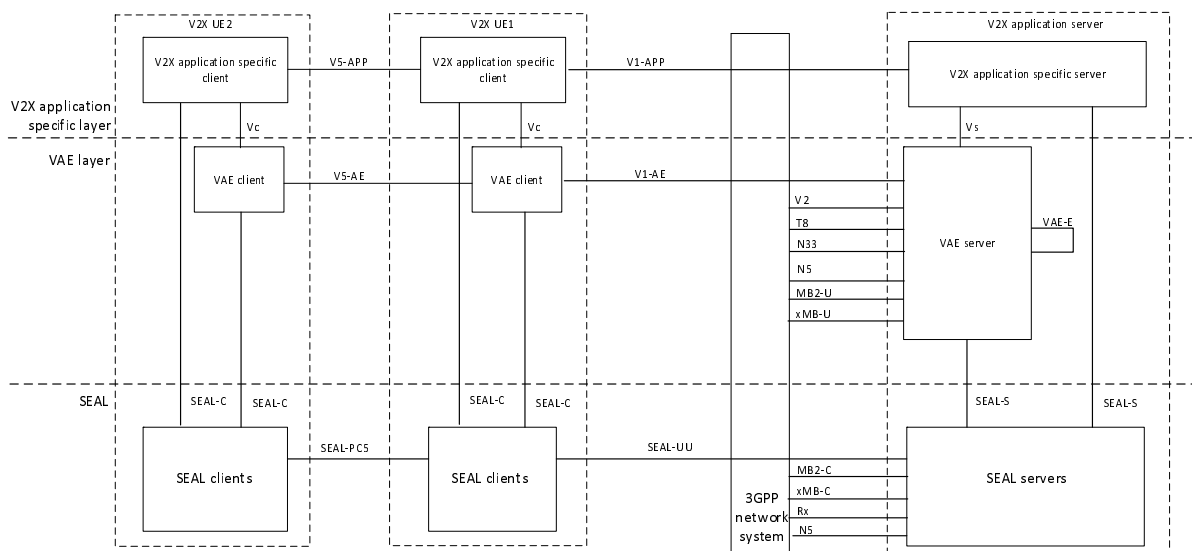 V2X UE2
V2X UE1
V2X application server
V2X application specific
client
V5-APP
V2X application specific
client
V1-APP
V2X application specific server
V2X application
specific layer
Vc
Vc
Vs
VAE layer
VAE client
V5-AE
VAE client
V1-AE
V2
T8
N33
N5
MB2-U
xMB-U
VAE server
VAE-E
SEAL
SEAL-C
SEAL-C
SEAL-C
SEAL-C
SEAL-S
SEAL-S
SEAL clients
SEAL-PC5
SEAL clients
SEAL-UU
SEAL servers
MB2-C
xMB-C
Rx
N5
3GPP
network
system